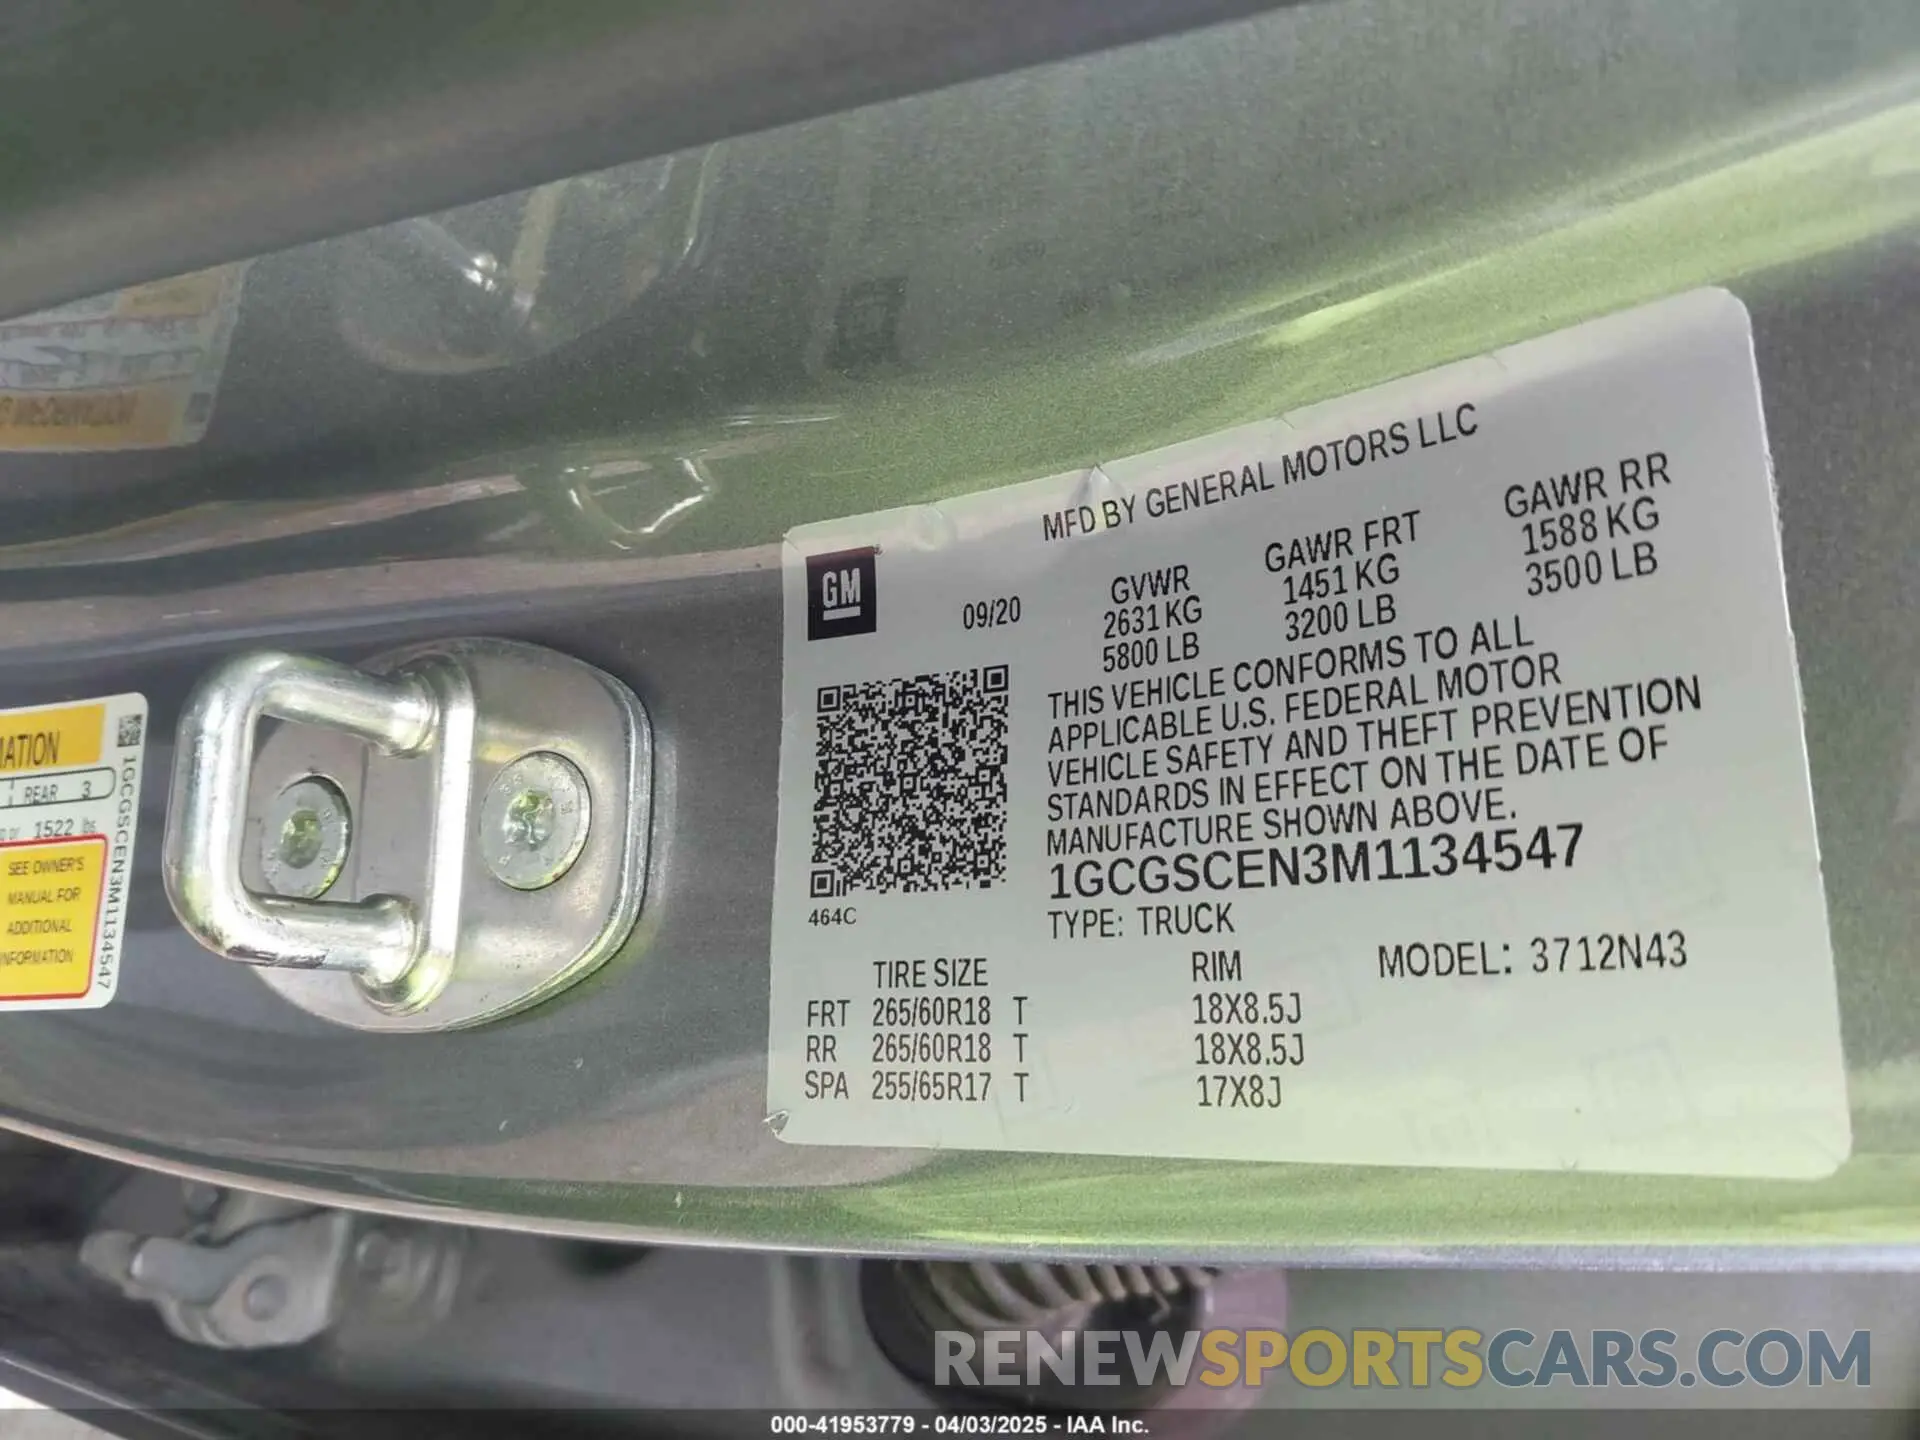 MFD BY GENERAL MOTORS LLC
GM
09/20
GVWR
2631 KG
5800 LB
GAWR FRT
1451 KG
3200 LB
GAWR RR
1588 KG
3500 LB
THIS VEHICLE CONFORMS TO ALL
APPLICABLE U.S. FEDERAL MOTOR
VEHICLE SAFETY AND THEFT PREVENTION
STANDARDS IN EFFECT ON THE DATE OF
MANUFACTURE SHOWN ABOVE.
1GCGSCEN3M1134547
464C
TYPE: TRUCK
MODEL: 3712N43
TIRE SIZE RIM
FRT 265/60R18 T 18X8.5J
RR 265/60R18 T 18X8.5J
SPA 255/65R17 T 17X8J
REAR 3
1522 lbs.
SEE OWNER'S
MANUAL FOR
ADDITIONAL
1GCGSCEN3M1134547
RENEWSPORTSCARS.COM
000-41953779 - 04/03/2025 - IAA Inc.